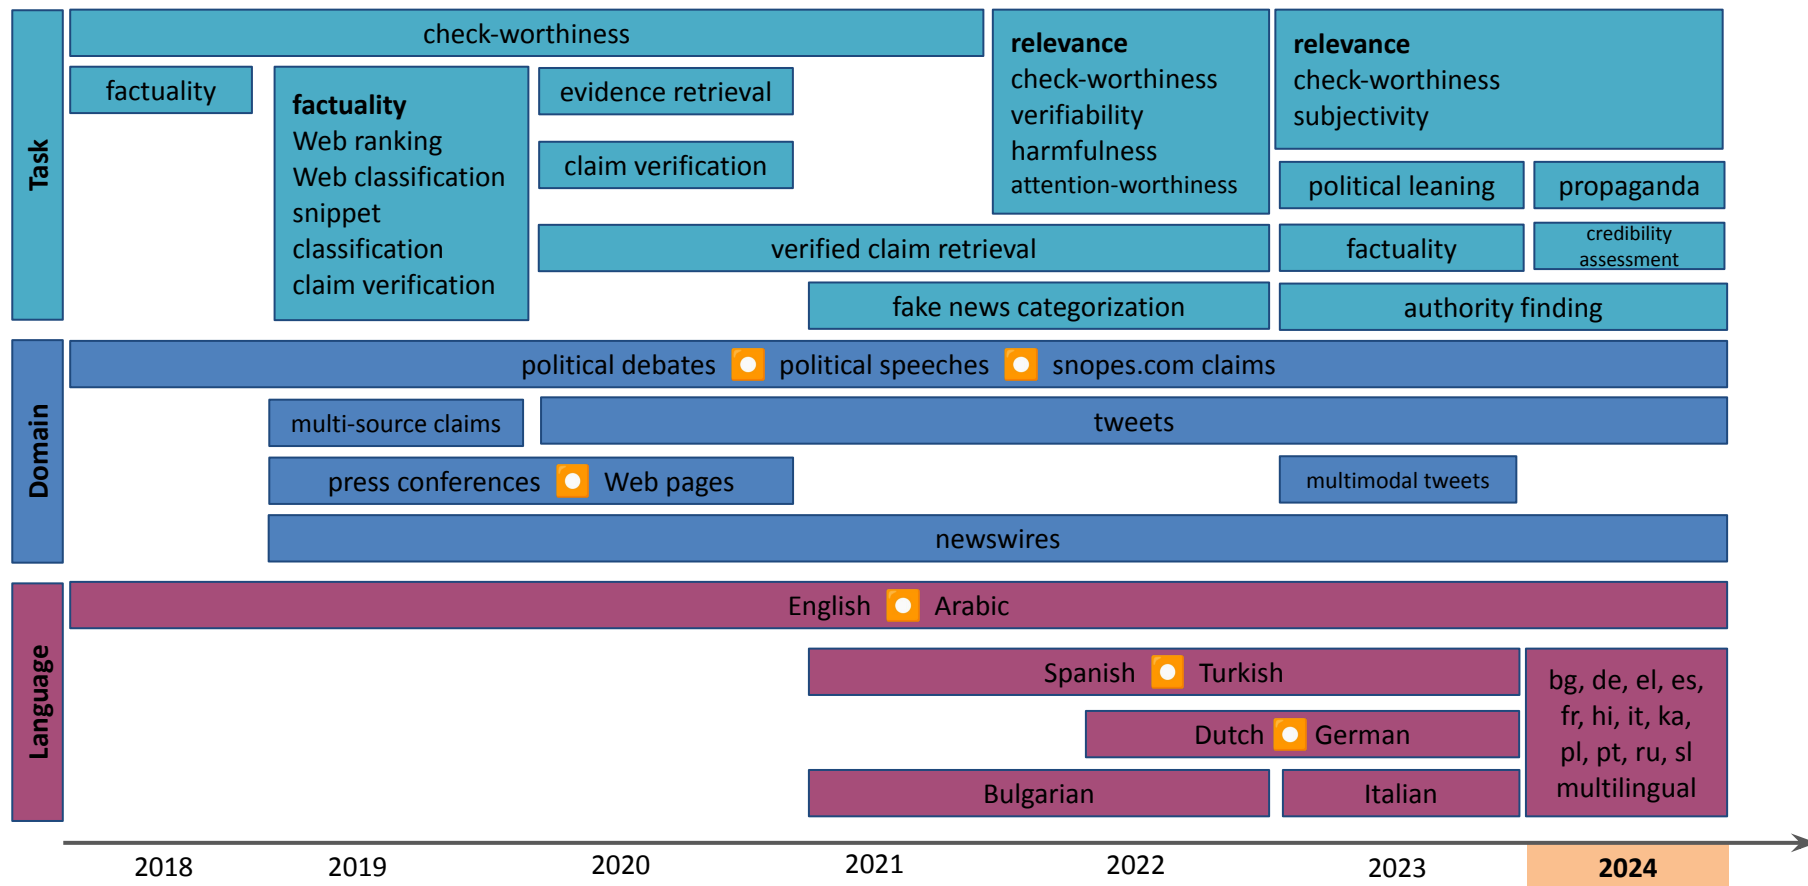 Task
check-worthiness
factuality
factuality
Web ranking
Web classification
snippet
classification
claim verification
evidence retrieval
claim verification
verified claim retrieval
fake news categorization
relevance
check-worthiness
verifiability
harmfulness
attention-worthiness
relevance
check-worthiness
subjectivity
political leaning
propaganda
factuality
credibility
assessment
authority finding
Domain
political debates political speeches snopes.com claims
multi-source claims
tweets
press conferences Web pages
multimodal tweets
newswires
Language
English Arabic
Spanish Turkish
Dutch German
Bulgarian
Italian
bg, de, el, es,
fr, hi, it, ka,
pl, pt, ru, sl
multilingual
2018
2019
2020
2021
2022
2023
2024